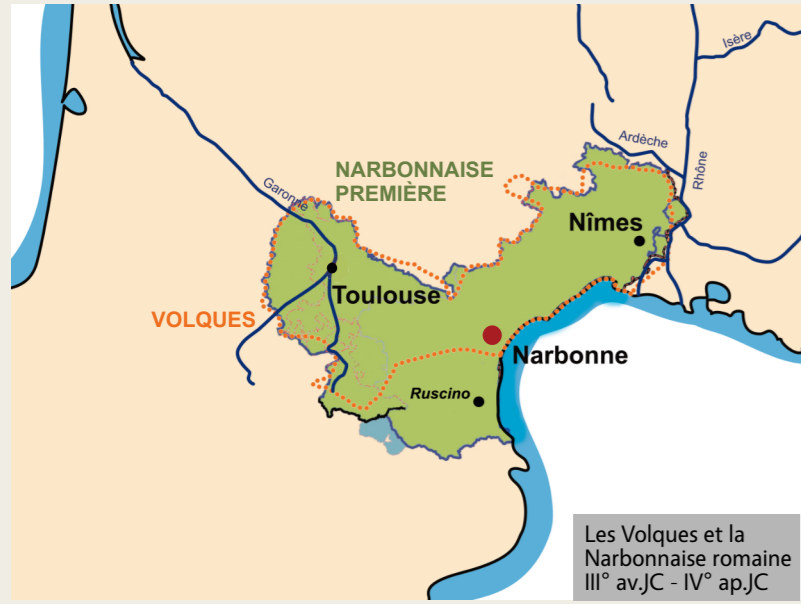 Isère
Ardèche
Rhône
NARBONNAISE
PREMIÈRE
Garonne
Nîmes
Toulouse
VOLQUES
Narbonne
Ruscino
Les Volques et la
Narbonnaise romaine
III° av.JC - IV° ap.JC